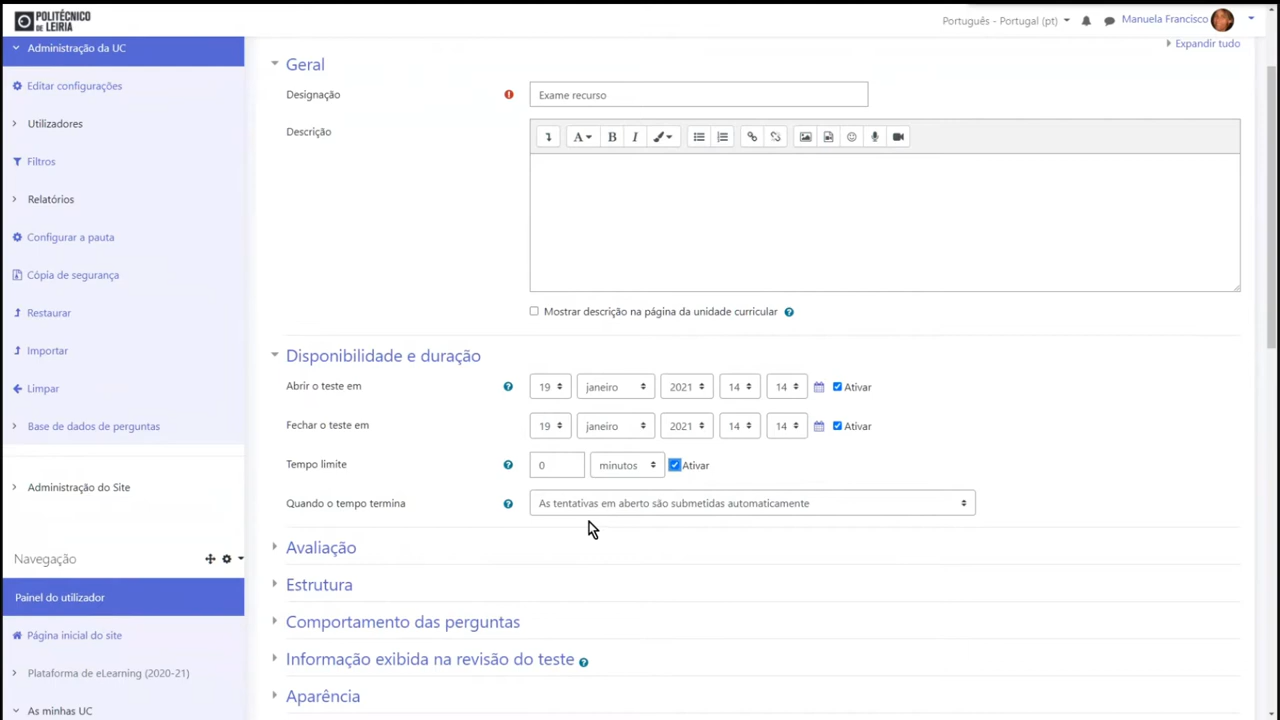 POLITÉCNICO
DE LEIRIA
Português - Portugal (pt)
Manuela Francisco
Administração da UC
Editar configurações
Utilizadores
Filtros
Relatórios
Configurar a pauta
Cópia de segurança
Restaurar
Importar
Limpar
Base de dados de perguntas
Administração do Site
Navegação
Painel do utilizador
Página inicial do site
Plataforma de eLearning (2020-21)
As minhas UC
Expandir tudo
Geral
Designação
Exame recurso
Descrição
A B I
Mostrar descrição na página da unidade curricular
Disponibilidade e duração
Abrir o teste em 19 janeiro 2021 14 14 Ativar
Fechar o teste em 19 janeiro 2021 14 14 Ativar
Tempo limite 0 minutos Ativar
Quando o tempo termina As tentativas em aberto são submetidas automaticamente
Avaliação
Estrutura
Comportamento das perguntas
Informação exibida na revisão do teste
Aparência